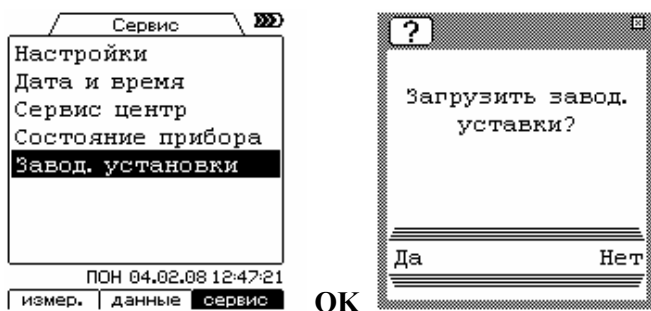 Сервис
Настройки
Дата и время
Сервис центр
Состояние прибора
Завод. установки
ПОН 04.02.08 12:47:21
измер. данные сервис
OK
?
Загрузить завод.
уставки?
Да Нет